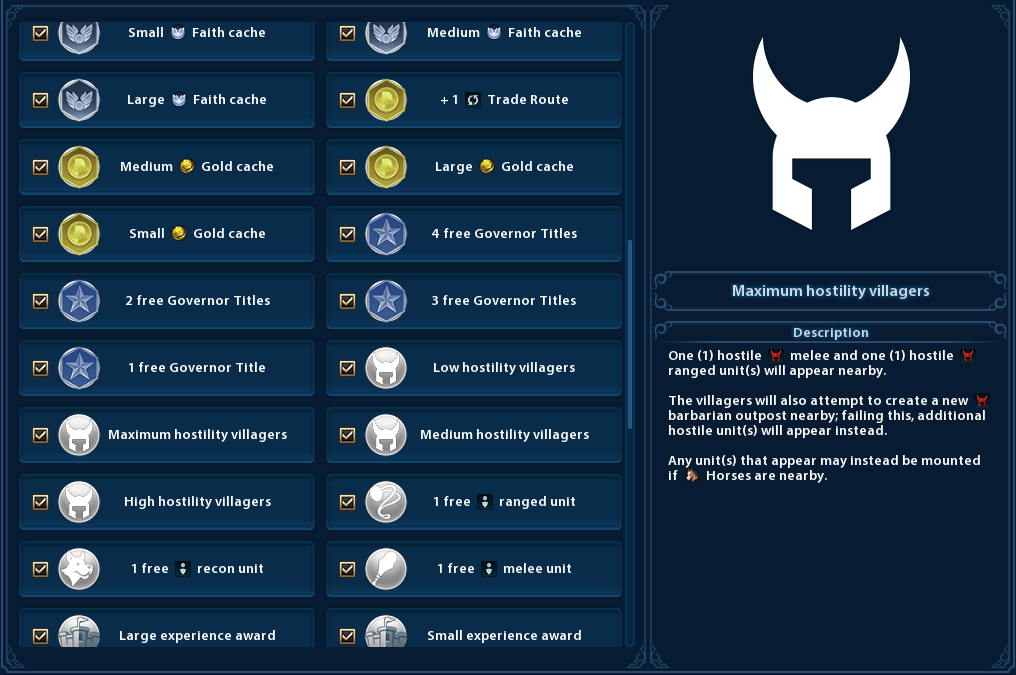 Small Faith cache
Medium Faith cache
Large Faith cache
+ 1 Trade Route
Medium Gold cache
Large Gold cache
Small Gold cache
4 free Governor Titles
2 free Governor Titles
3 free Governor Titles
1 free Governor Title
Low hostility villagers
Maximum hostility villagers
Medium hostility villagers
High hostility villagers
1 free ranged unit
1 free recon unit
1 free melee unit
Large experience award
Small experience award
Maximum hostility villagers
Description
One (1) hostile melee and one (1) hostile
ranged unit(s) will appear nearby.
The villagers will also attempt to create a new
barbarian outpost nearby; failing this, additional
hostile unit(s) will appear instead.
Any unit(s) that appear may instead be mounted
if Horses are nearby.